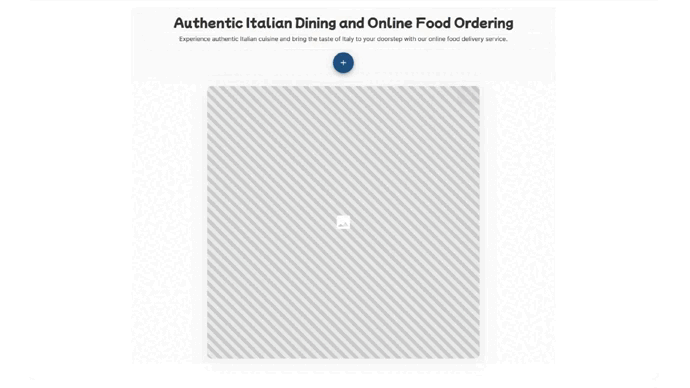 Authentic Italian Dining and Online Food Ordering
Experience authentic Italian cuisine and bring the taste of Italy to your doorstep with our online food delivery service.
+